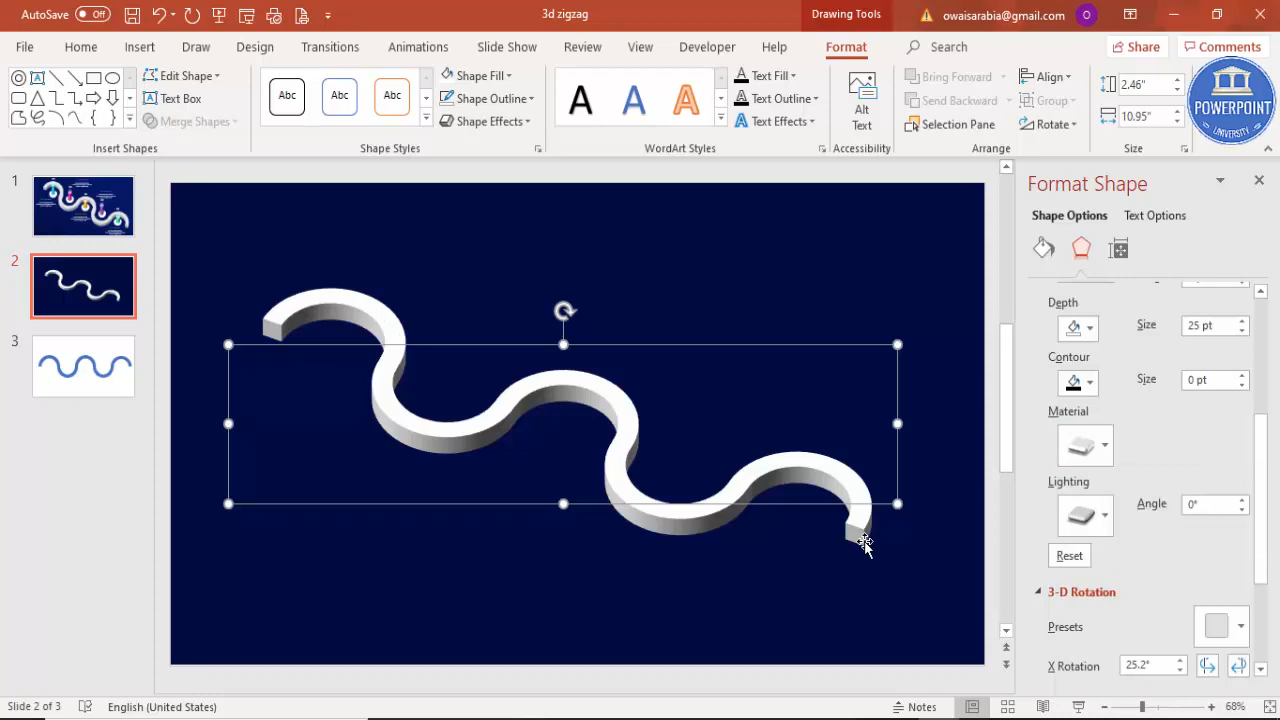 AutoSave Off
3d zigzag
Drawing Tools
owaisarabia@gmail.com O
File Home Insert Draw Design Transitions Animations Slide Show Review View Developer Help Format Search Share Comments
Edit Shape
Text Box
Merge Shapes
Insert Shapes
Abc Abc Abc
Shape Fill
Shape Outline
Shape Effects
Shape Styles
A A A
Text Fill
Text Outline
Text Effects
WordArt Styles
Alt Text
Accessibility
Bring Forward
Send Backward
Selection Pane
Align
Group
Rotate
Arrange
2.46"
10.95"
Size
POWERPOINT
UNIVERSITY
1
2
3
Format Shape
Shape Options Text Options
Depth
Size 25 pt
Contour
Size 0 pt
Material
Lighting
Angle 0°
Reset
3-D Rotation
Presets
X Rotation 25.2°
Slide 2 of 3 English (United States) Notes 68%